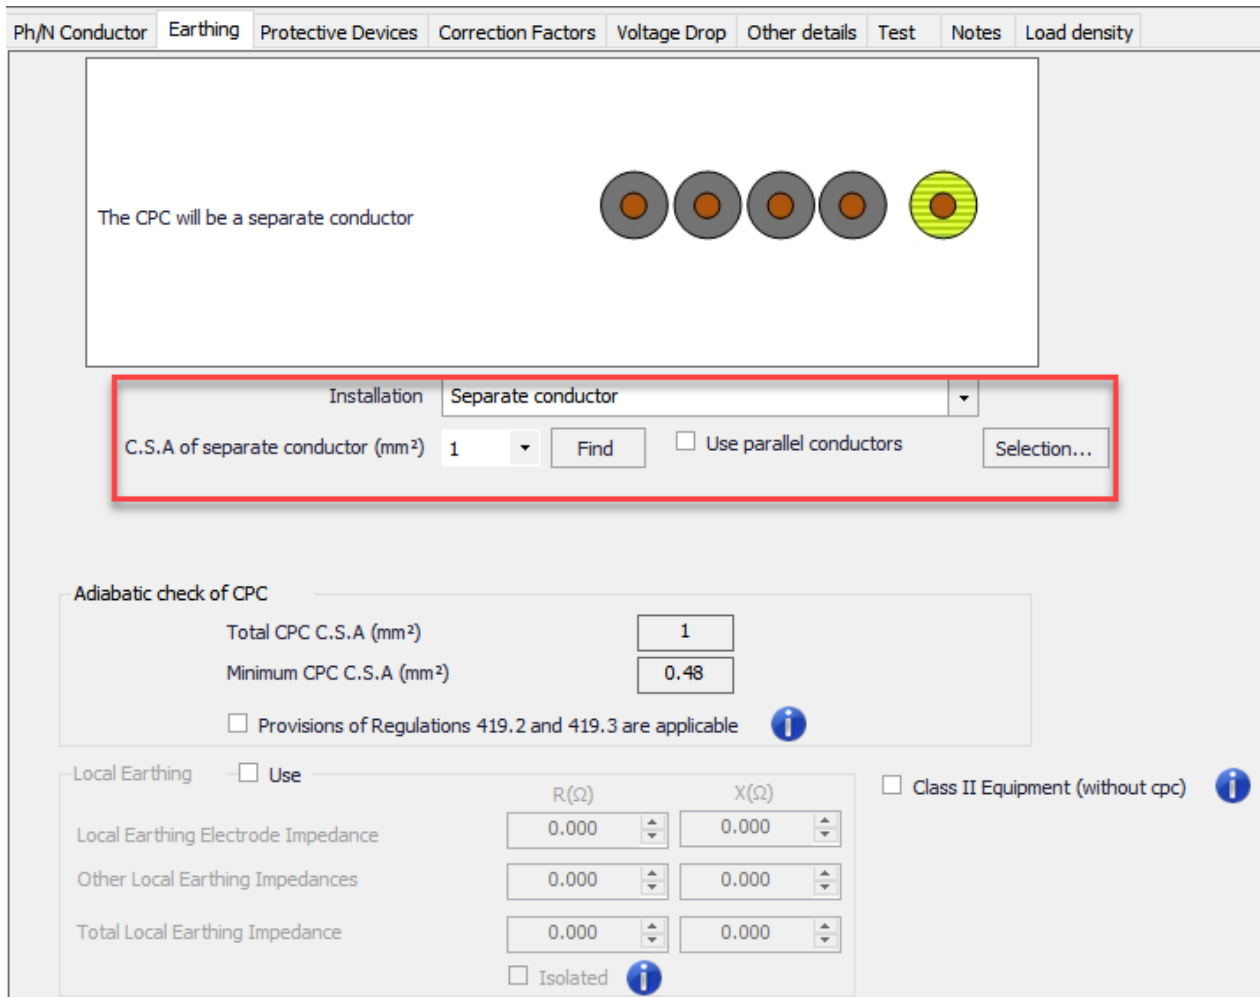 Ph/N Conductor Earthing Protective Devices Correction Factors Voltage Drop Other details Test Notes Load density
The CPC will be a separate conductor
Installation Separate conductor
C.S.A of separate conductor (mm²) 1 Find Use parallel conductors Selection...
Adiabatic check of CPC
Total CPC C.S.A (mm²) 1
Minimum CPC C.S.A (mm²) 0.48
Provisions of Regulations 419.2 and 419.3 are applicable i
Local Earthing Use
Class II Equipment (without cpc) i
R(Ω) X(Ω)
Local Earthing Electrode Impedance 0.000 0.000
Other Local Earthing Impedances 0.000 0.000
Total Local Earthing Impedance 0.000 0.000
Isolated i